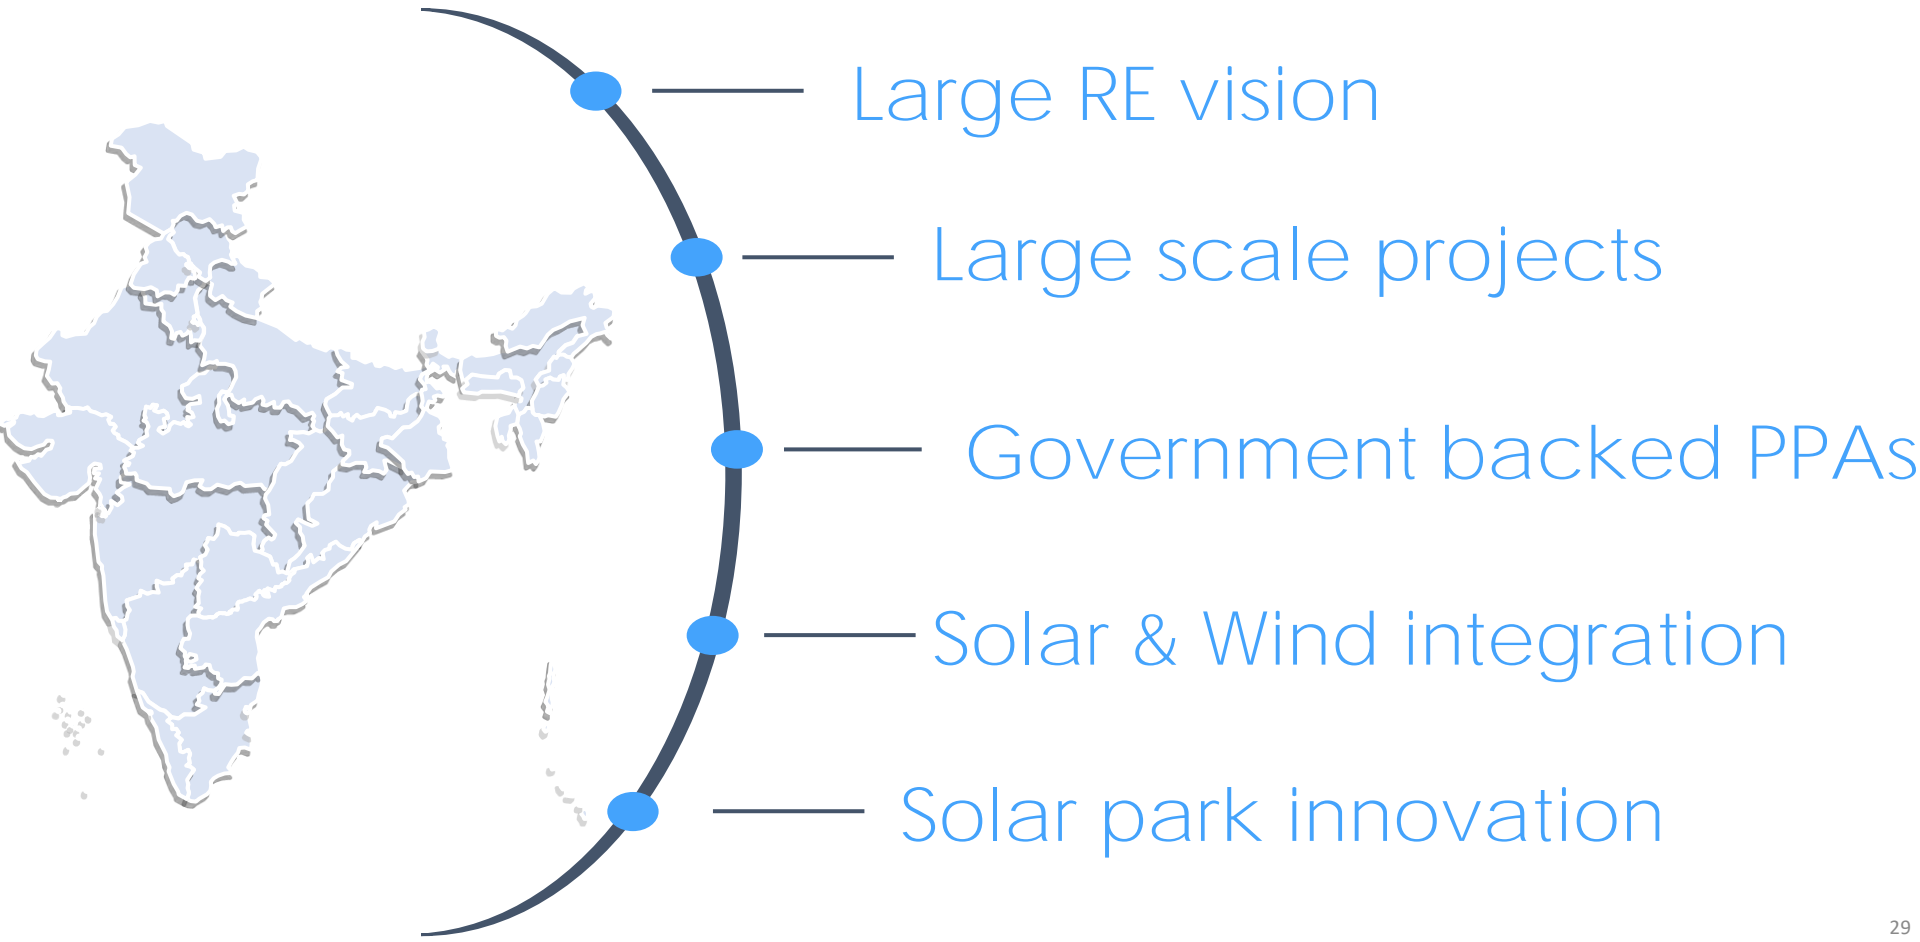 Large RE vision
Large scale projects
Government backed PPAs
Solar & Wind integration
Solar park innovation
29